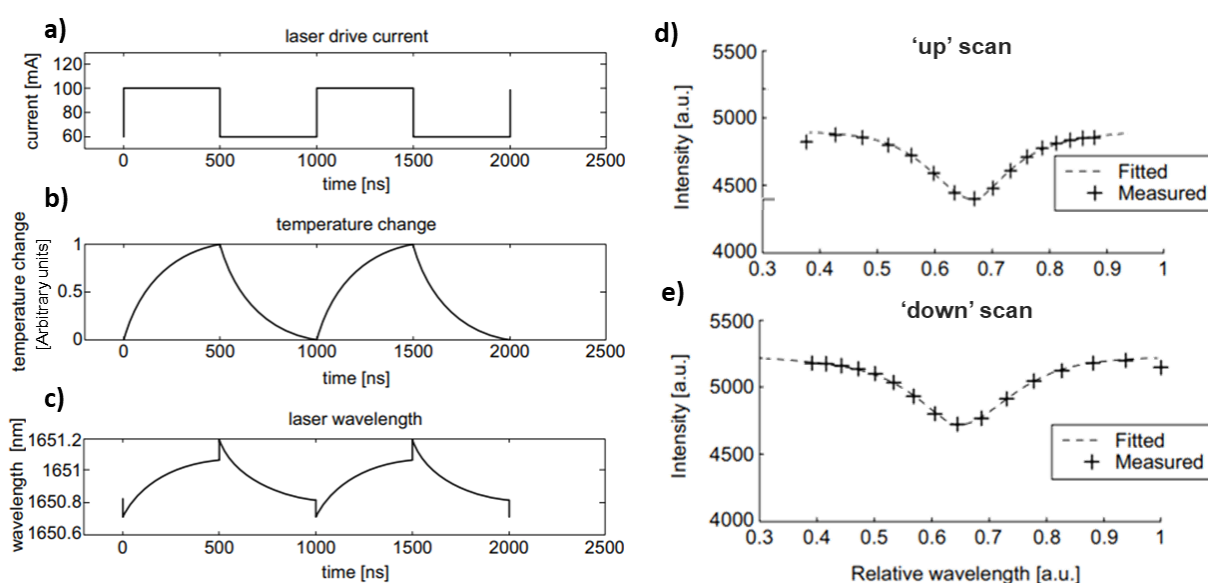 a)
laser drive current
current [mA]
120
100
80
60
0
500
1000
1500
2000
2500
time [ns]
b)
temperature change
temperature change
[Arbitrary units]
1
0.5
0
0
500
1000
1500
2000
2500
time [ns]
c)
laser wavelength
wavelength [nm]
1651.2
1651
1650.8
1650.6
0
500
1000
1500
2000
2500
time [ns]
d)
‘up’ scan
Intensity [a.u.]
5500
5000
4500
4000
0.3
0.4
0.5
0.6
0.7
0.8
0.9
1
Fitted
Measured
e)
‘down’ scan
Intensity [a.u.]
5500
5000
4500
4000
0.3
0.4
0.5
0.6
0.7
0.8
0.9
1
Fitted
Measured
Relative wavelength [a.u.]